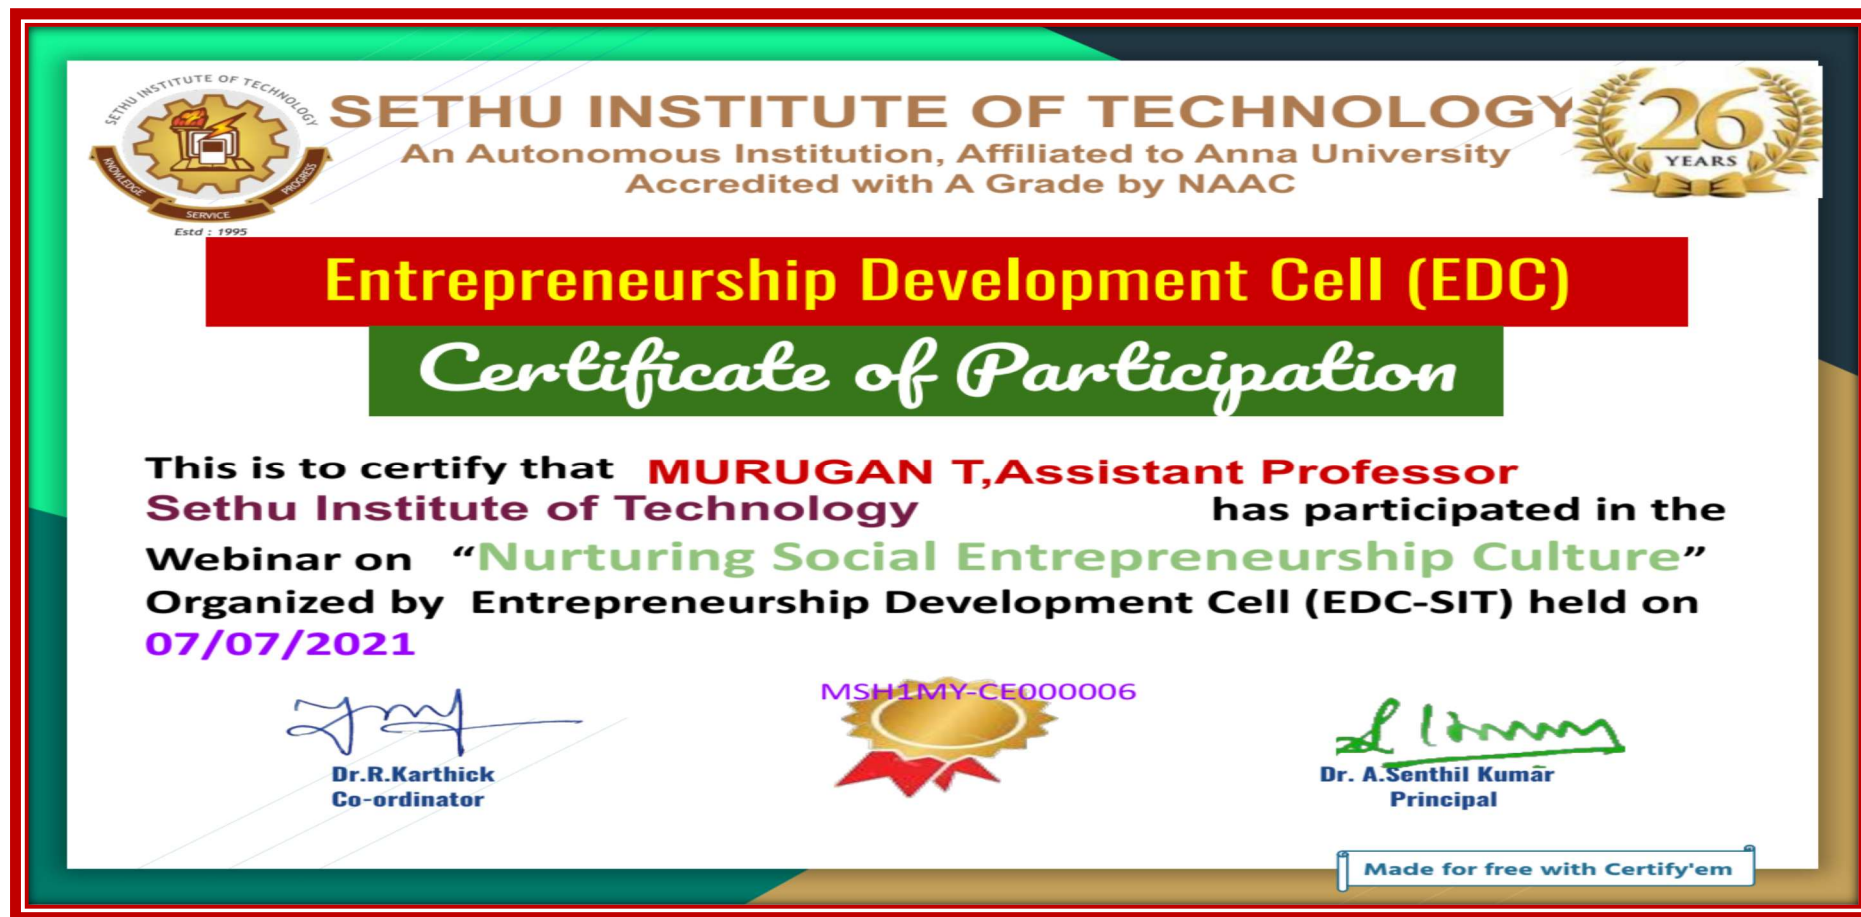 SETHU INSTITUTE OF TECHNOLOGY
KNOWLEDGE
SERVICE
PROGRESS
Estd : 1995
SETHU INSTITUTE OF TECHNOLOGY
An Autonomous Institution, Affiliated to Anna University
Accredited with A Grade by NAAC
26
YEARS
Entrepreneurship Development Cell (EDC)
Certificate of Participation
This is to certify that MURUGAN T,Assistant Professor
Sethu Institute of Technology has participated in the
Webinar on “Nurturing Social Entrepreneurship Culture”
Organized by Entrepreneurship Development Cell (EDC-SIT) held on
07/07/2021
MSH1MY-CE000006
Dr.R.Karthick
Co-ordinator
Dr. A.Senthil Kumar
Principal
Made for free with Certify'em